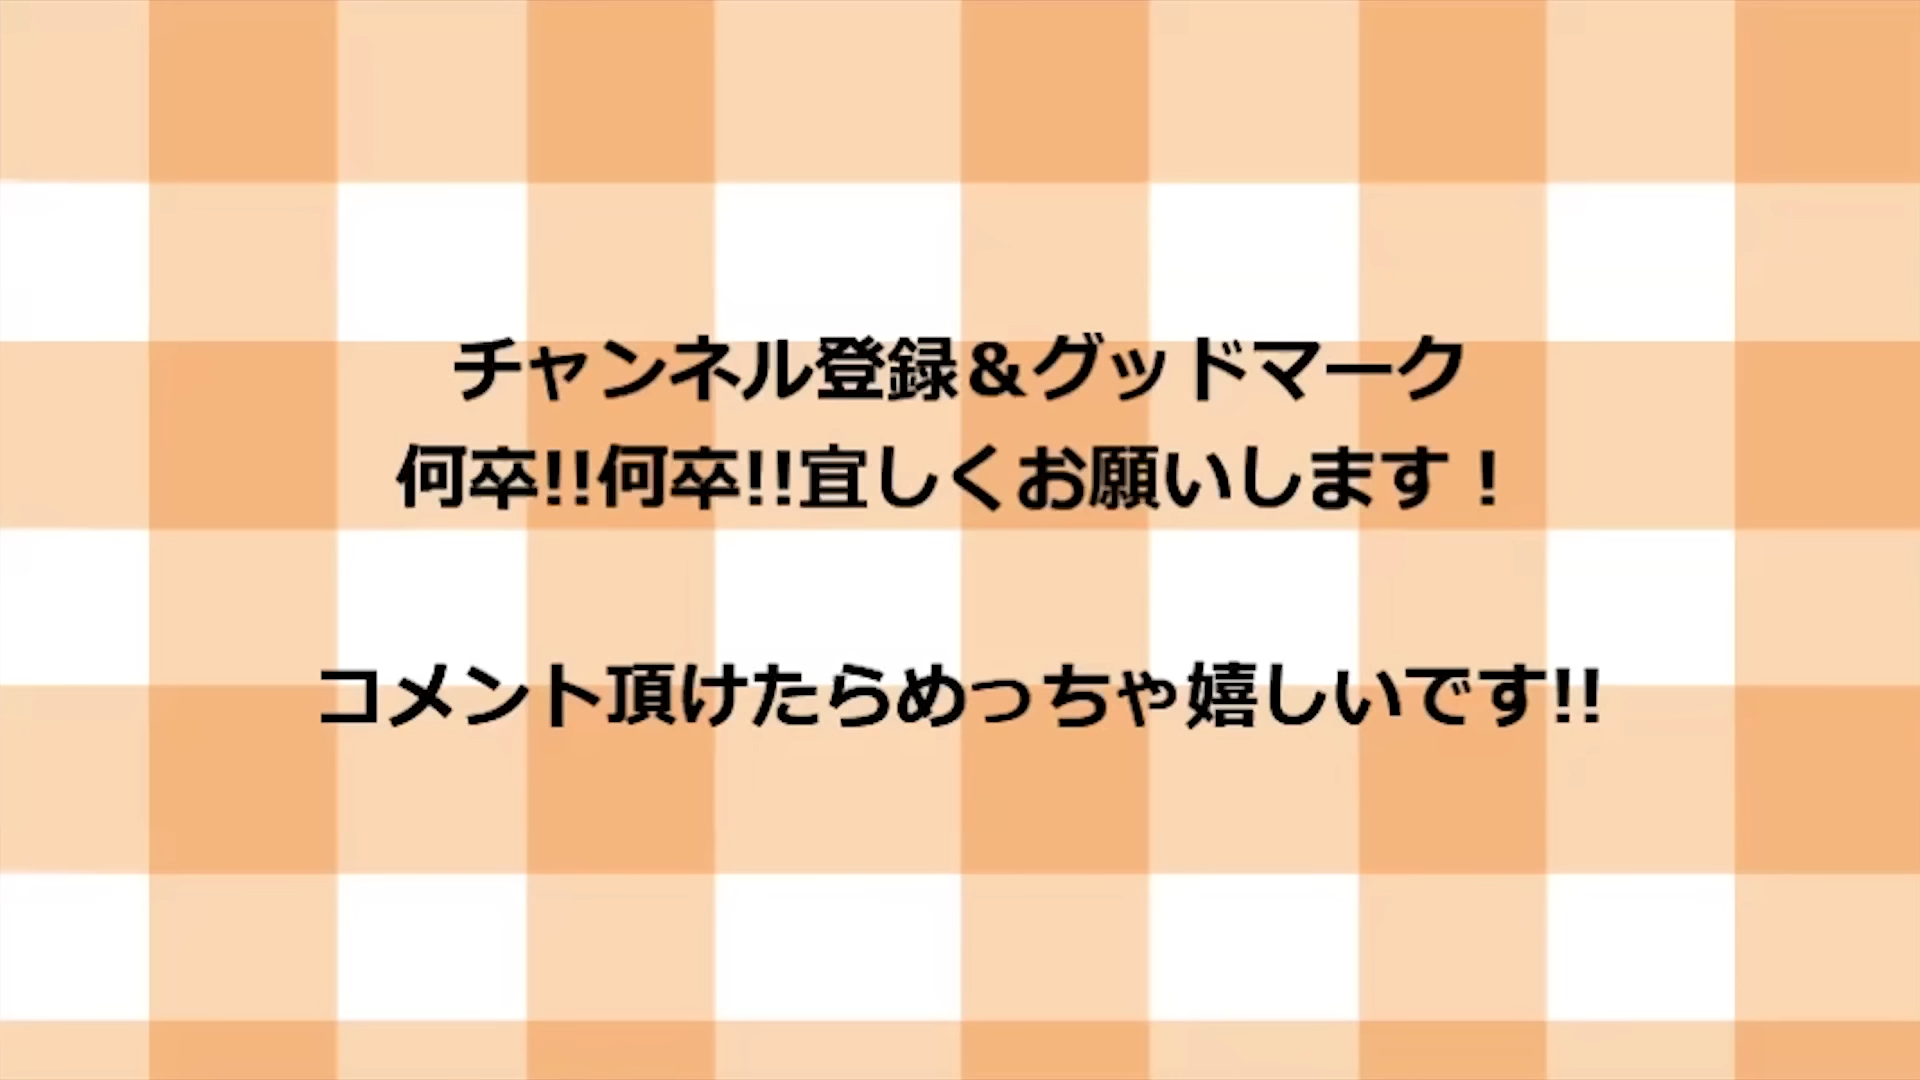 チャンネル登録＆グッドマーク
何卒!!何卒!!宜しくお願いします！
コメント頂けたらめっちゃ嬉しいです!!